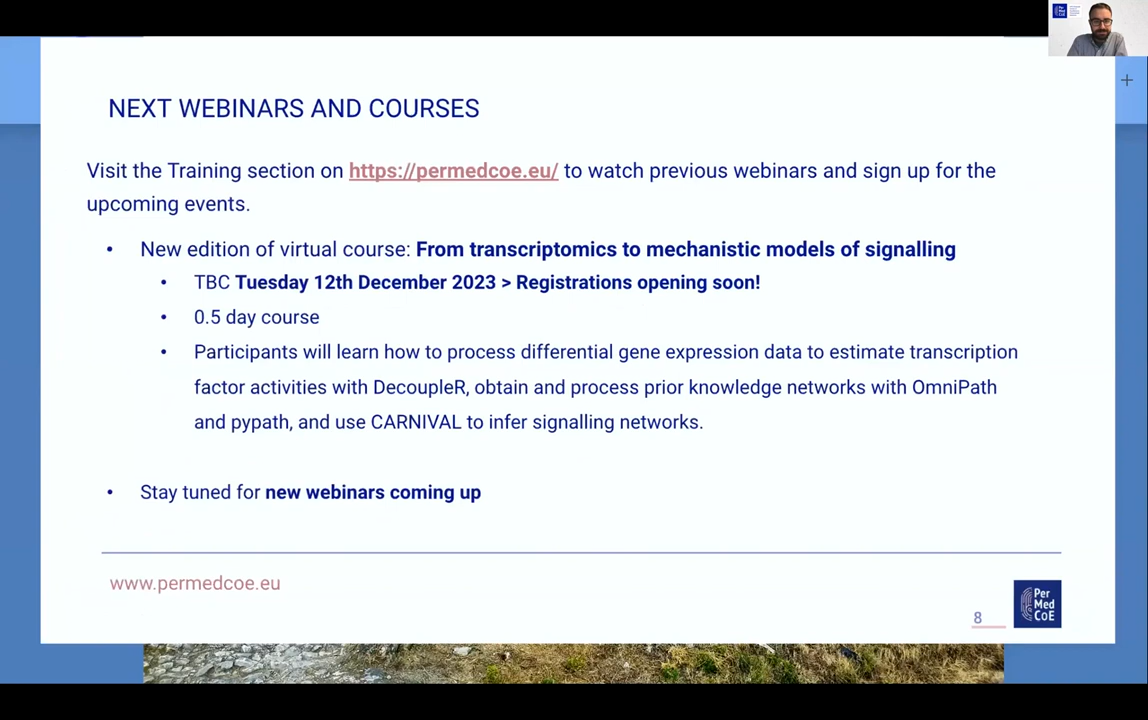 Per
Med
CoE
NEXT WEBINARS AND COURSES
Visit the Training section on https://permedcoe.eu/ to watch previous webinars and sign up for the
upcoming events.
• New edition of virtual course: From transcriptomics to mechanistic models of signalling
• TBC Tuesday 12th December 2023 > Registrations opening soon!
• 0.5 day course
• Participants will learn how to process differential gene expression data to estimate transcription
factor activities with DecoupleR, obtain and process prior knowledge networks with OmniPath
and pypath, and use CARNIVAL to infer signalling networks.
• Stay tuned for new webinars coming up
www.permedcoe.eu
8
Per
Med
CoE